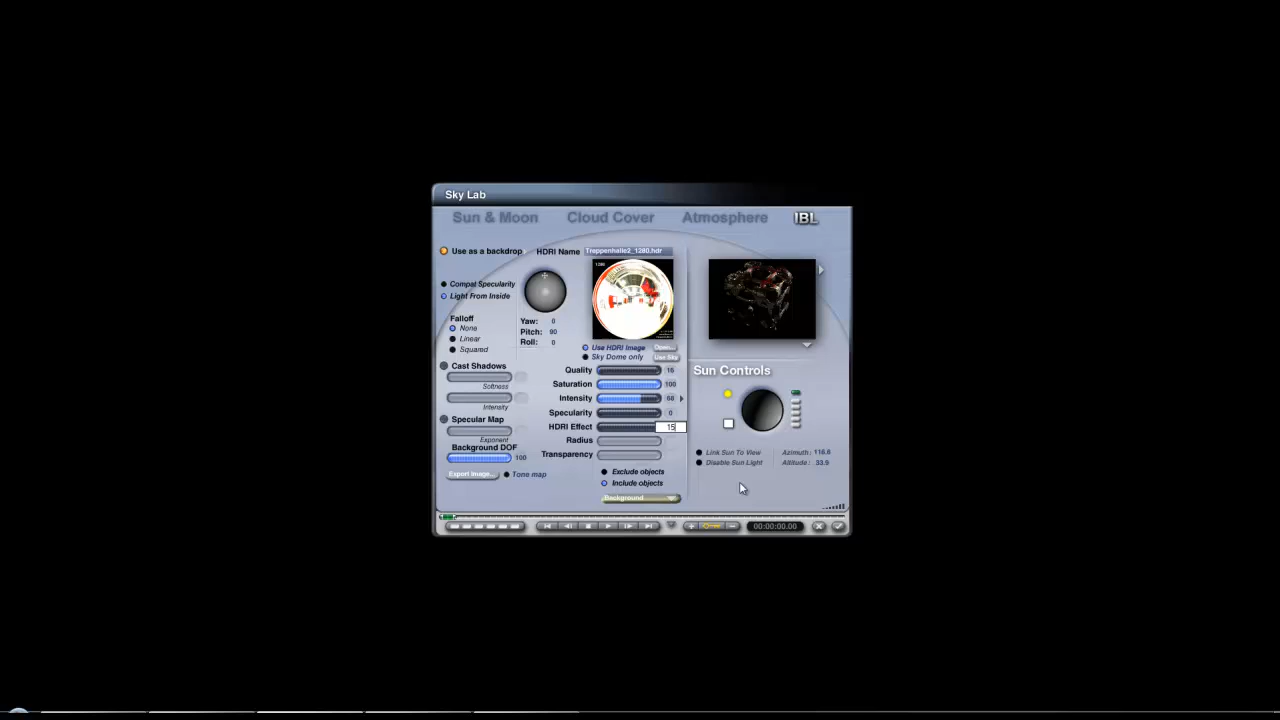 Sky Lab
Sun & Moon Cloud Cover Atmosphere IBL
Use as a backdrop HDRI Name Treppenhalle2_1280.hdr
1280
Compat Specularity
Light From Inside
Falloff
None
Linear
Squared
Yaw: 0
Pitch: 90
Roll: 0
Use HDRI Image Open...
Sky Dome only Use Sky
Cast Shadows
Softness
Intensity
Specular Map
Exponent
Background DOF
100
Export Image... Tone map
Quality 16
Saturation 100
Intensity 68
Specularity 0
HDRI Effect 15
Radius
Transparency
Exclude objects
Include objects
Background
Sun Controls
Link Sun To View Azimuth: 116.6
Disable Sun Light Altitude: 33.5
00:00:00.00